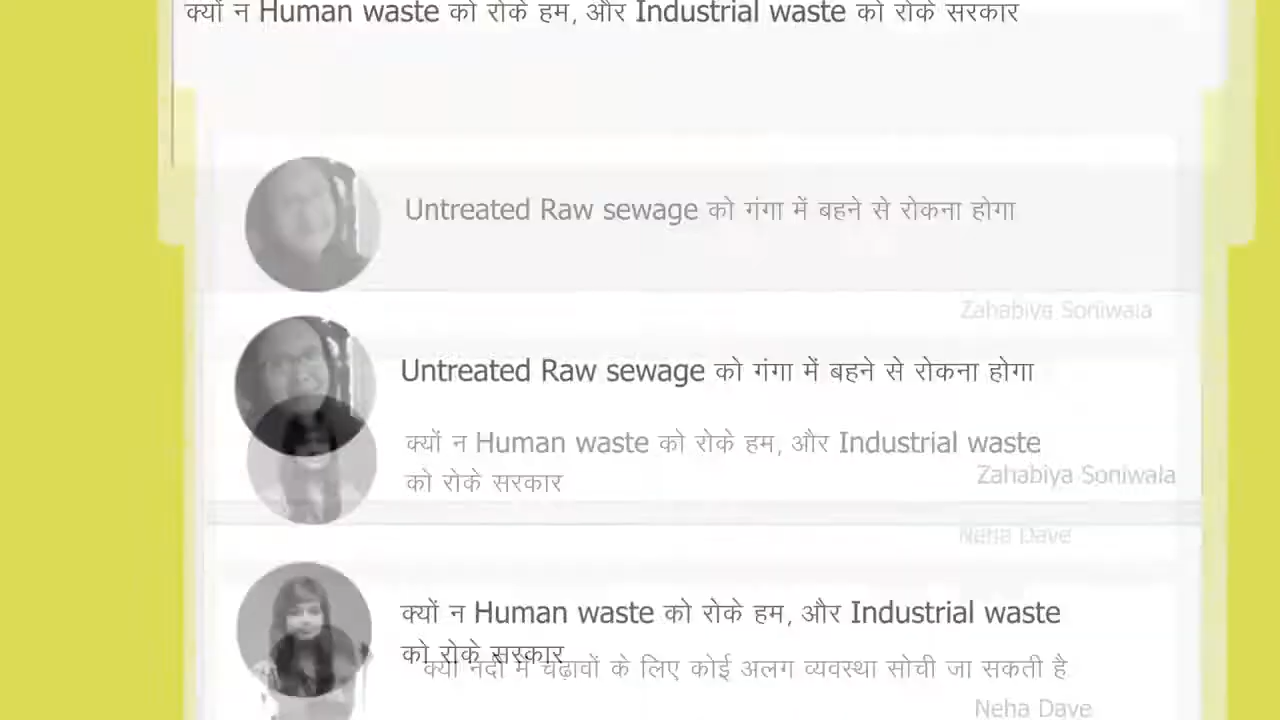 क्यों न Human waste को रोके हम, और Industrial waste को रोके सरकार
Untreated Raw sewage को गंगा में बहने से रोकना होगा
Zahabiya Soniwala
Untreated Raw sewage को गंगा में बहने से रोकना होगा
क्यों न Human waste को रोके हम, और Industrial waste
को रोके सरकार
Zahabiya Soniwala
Neha Dave
क्यों न Human waste को रोके हम, और Industrial waste
को रोके सरकार
क्या नदी में चढ़ावों के लिए कोई अलग व्यवस्था सोची जा सकती है
Neha Dave